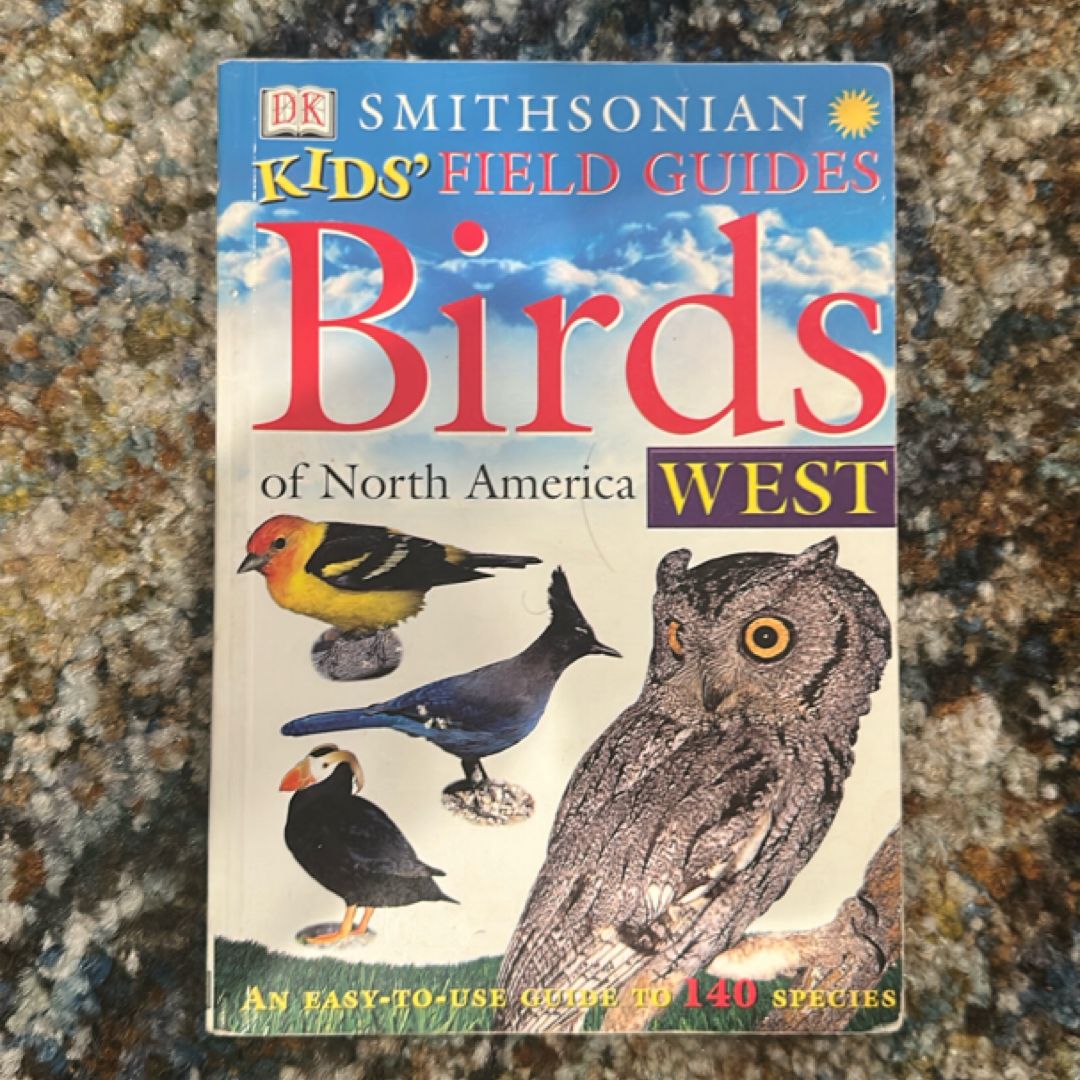 DK SMITHSONIAN
KIDS' FIELD GUIDES
Birds
of North America WEST
AN EASY-TO-USE GUIDE TO 140 SPECIES